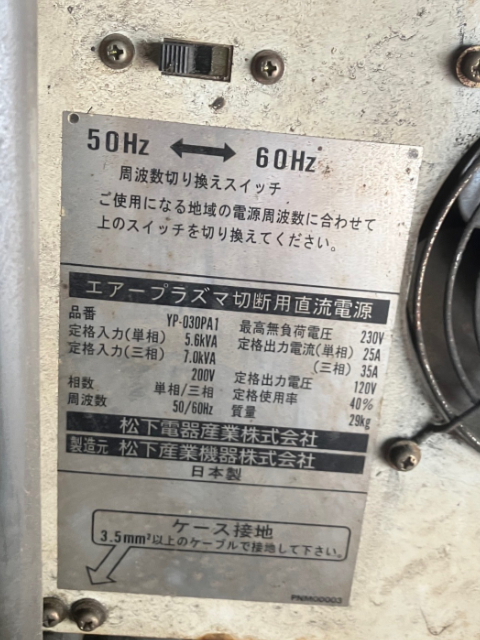 50Hz ⟷ 60Hz
周波数切り換えスイッチ
ご使用になる地域の電源周波数に合わせて
上のスイッチを切り換えてください。
エアープラズマ切断用直流電源
品番 YP-030PA1 最高無負荷電圧 230V
定格入力(単相) 5.6kVA 定格出力電流(単相) 25A
定格入力(三相) 7.0kVA (三相) 35A
200V 定格出力電圧 120V
相数 単相/三相 定格使用率 40%
周波数 50/60Hz 質量 29kg
松下電器産業株式会社
製造元 松下産業機器株式会社
日本製
ケース接地
3.5mm²以上のケーブルで接地して下さい。
PNM00003